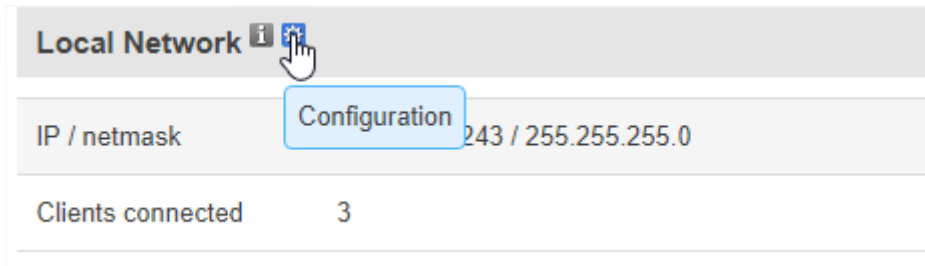 Local Network
Configuration
IP / netmask 243 / 255.255.255.0
Clients connected 3